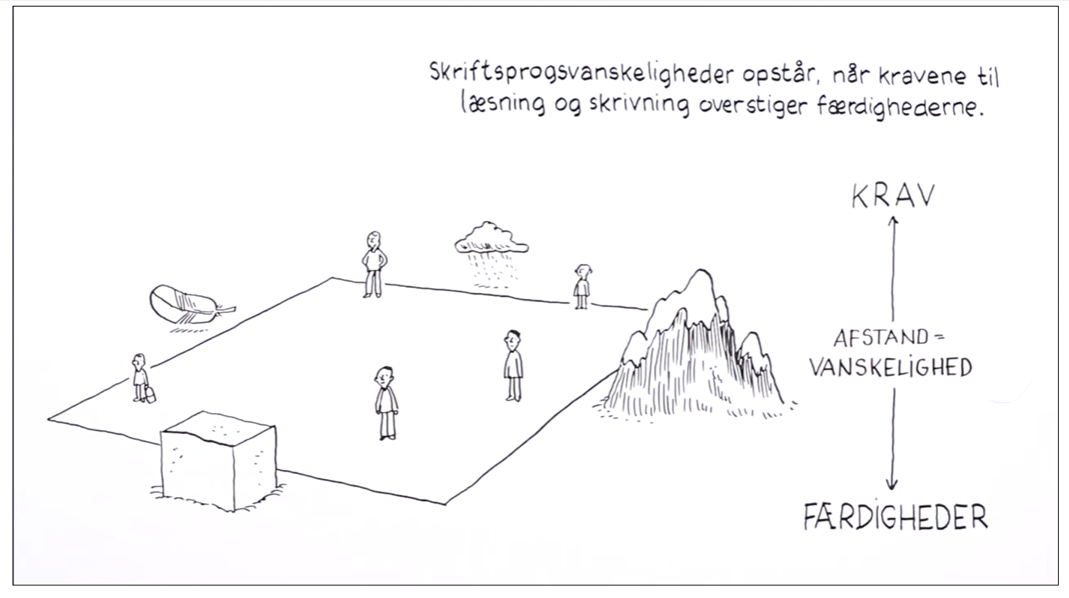 Skriftsprogsvanskeligheder opstår, når kravene til
læsning og skrivning overstiger færdighederne.
KRAV
AFSTAND =
VANSKELIGHED
FÆRDIGHEDER